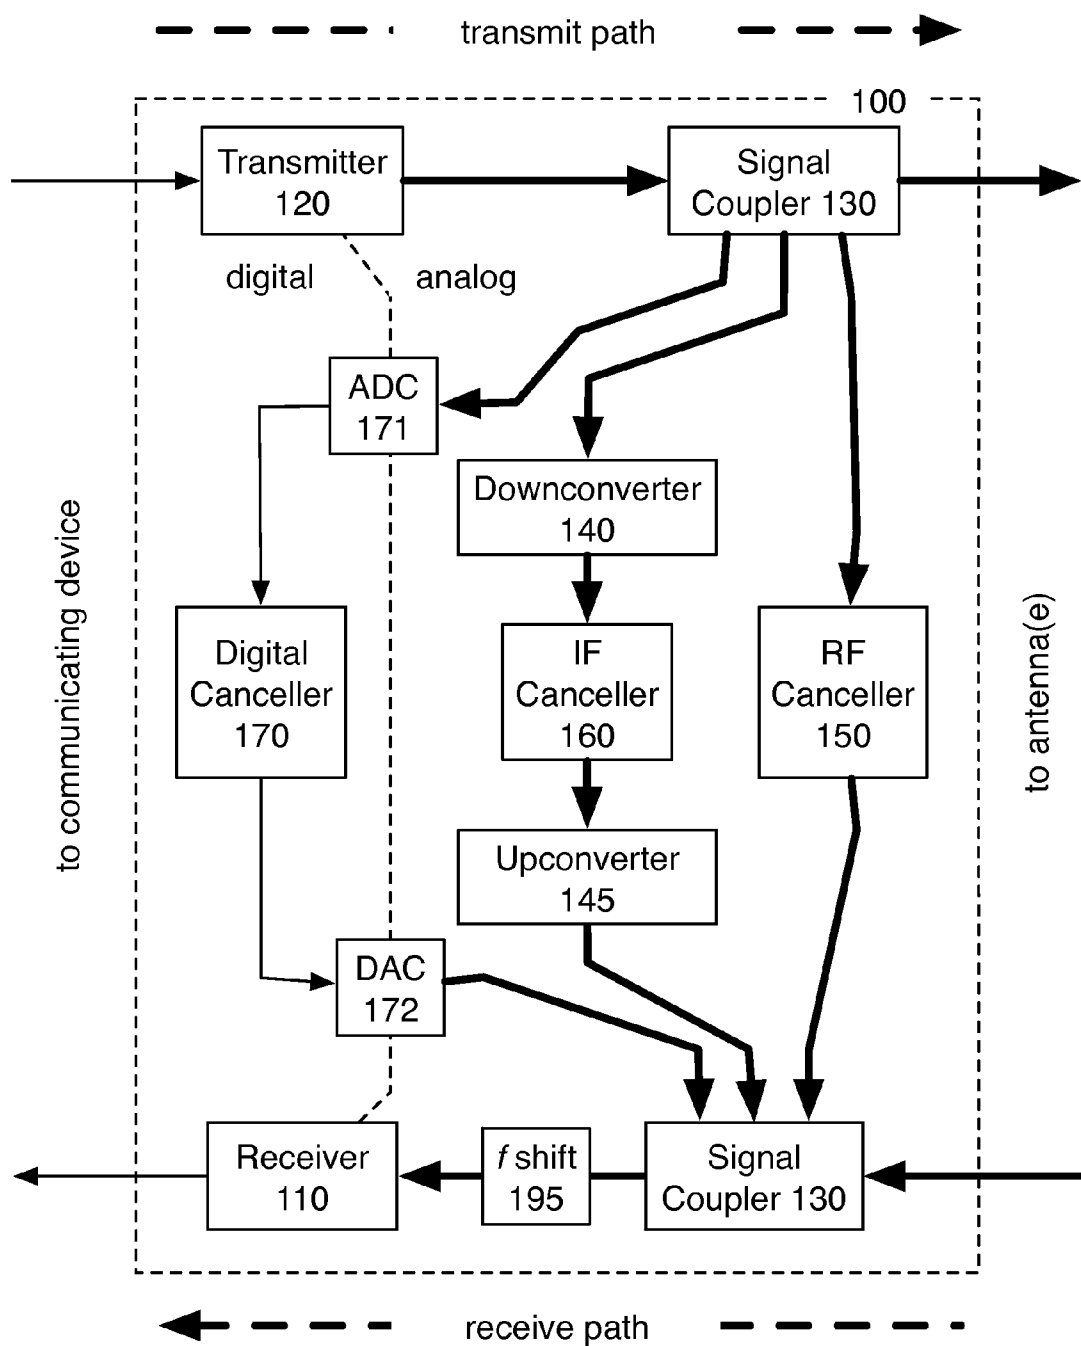 transmit path
100
Transmitter
120
Signal
Coupler 130
digital
analog
ADC
171
Downconverter
140
to communicating device
Digital
Canceller
170
IF
Canceller
160
RF
Canceller
150
to antenna(e)
Upconverter
145
DAC
172
Receiver
110
f shift
195
Signal
Coupler 130
receive path